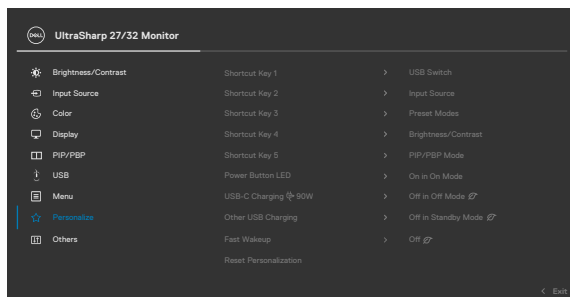 DELL UltraSharp 27/32 Monitor
Brightness/Contrast Shortcut Key 1 > USB Switch
Input Source Shortcut Key 2 > Input Source
Color Shortcut Key 3 > Preset Modes
Display Shortcut Key 4 > Brightness/Contrast
PIP/PBP Shortcut Key 5 > PIP/PBP Mode
USB Power Button LED > On in On Mode
Menu USB-C Charging 90W > Off in Off Mode
Personalize Other USB Charging > Off in Standby Mode
Others Fast Wakeup > Off
Reset Personalization
< Exit